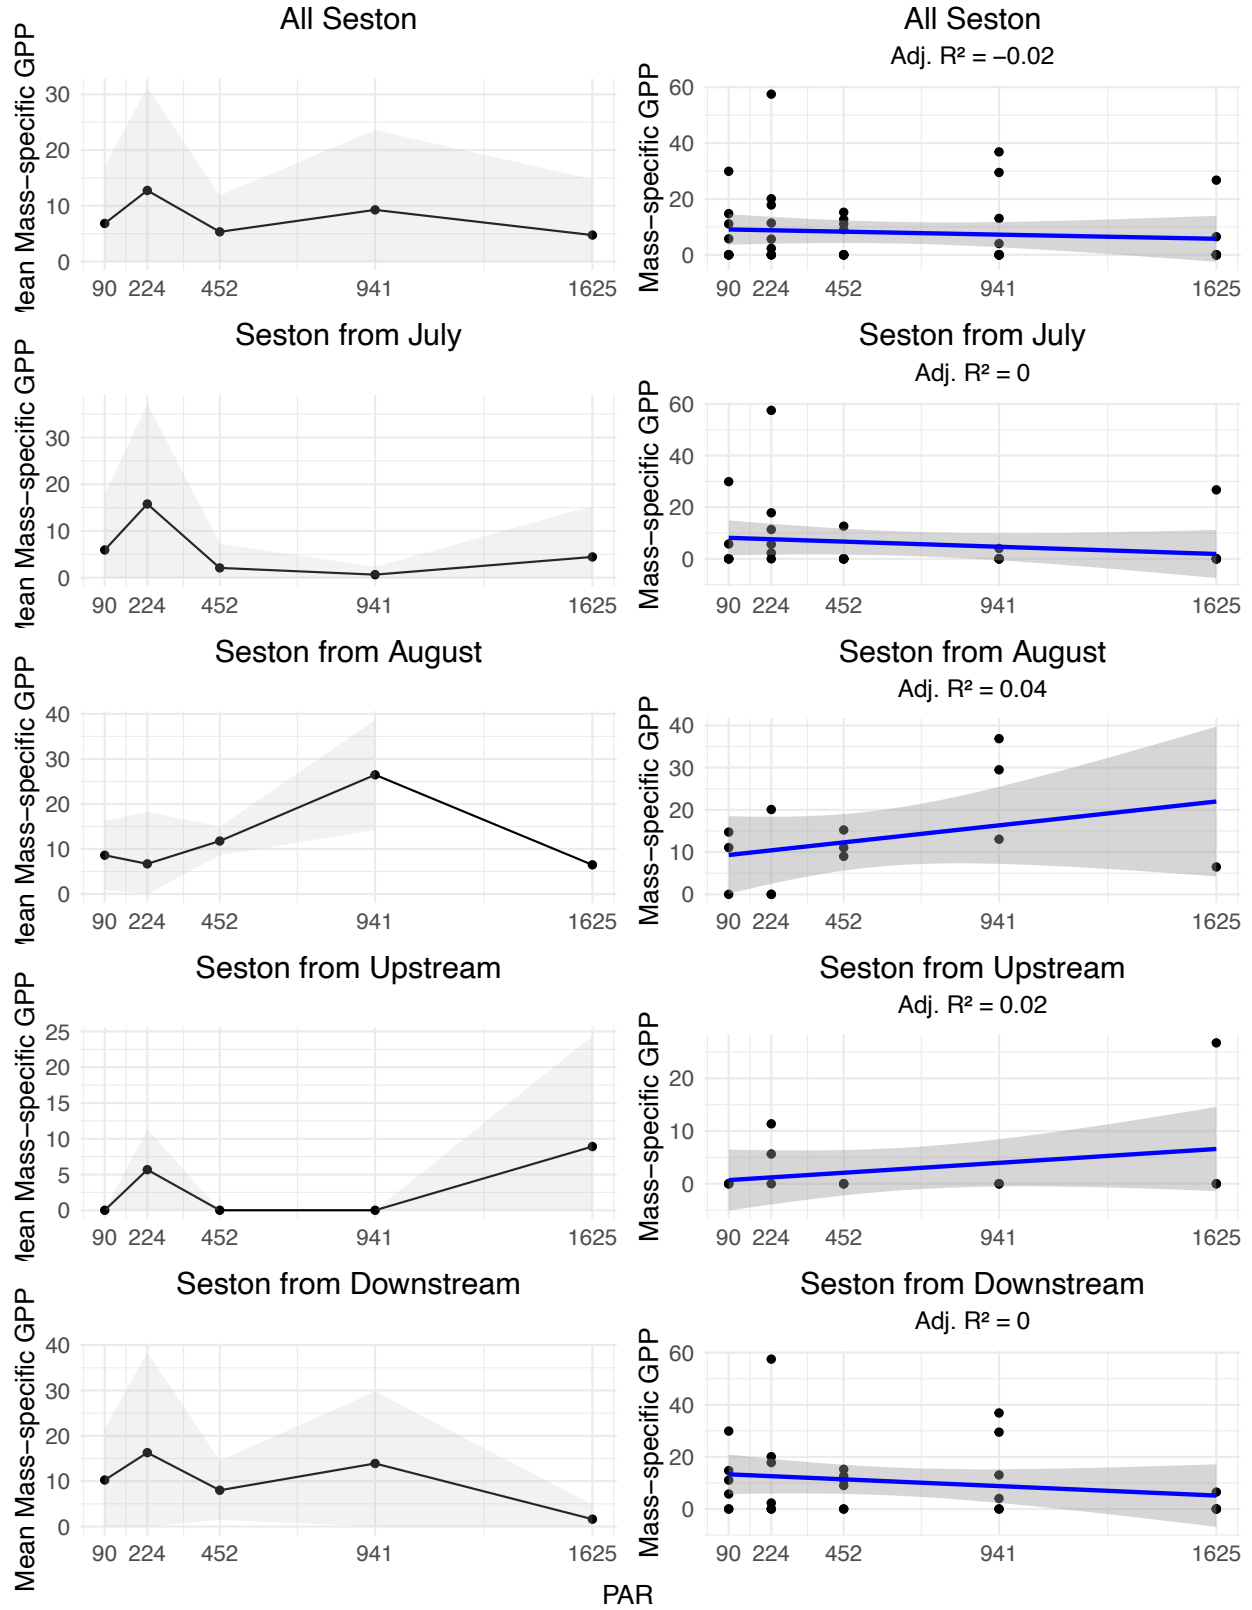 All Seston
All Seston
Adj. R² = −0.02
Mean Mass−specific GPP
30
20
10
0
90 224 452 941 1625
Mass−specific GPP
60
40
20
0
90 224 452 941 1625
Seston from July
Seston from July
Adj. R² = 0
Mean Mass−specific GPP
30
20
10
0
90 224 452 941 1625
Mass−specific GPP
60
40
20
0
90 224 452 941 1625
Seston from August
Seston from August
Adj. R² = 0.04
Mean Mass−specific GPP
40
30
20
10
0
90 224 452 941 1625
Mass−specific GPP
40
30
20
10
0
90 224 452 941 1625
Seston from Upstream
Seston from Upstream
Adj. R² = 0.02
Mean Mass−specific GPP
25
20
15
10
5
0
90 224 452 941 1625
Mass−specific GPP
20
10
0
90 224 452 941 1625
Seston from Downstream
Seston from Downstream
Adj. R² = 0
Mean Mass−specific GPP
40
30
20
10
0
90 224 452 941 1625
Mass−specific GPP
60
40
20
0
90 224 452 941 1625
PAR